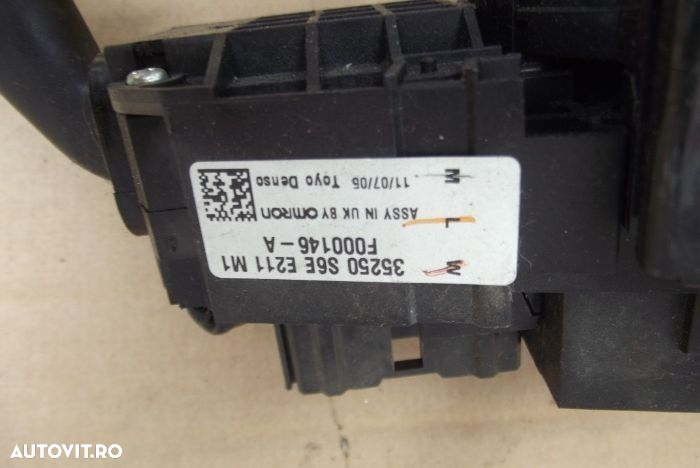 35250 S6E E211 M1
F000146-A
ASSY IN UK BY OMRON
11/07/05 Toyo Denso
W
L
M
AUTOVIT.RO